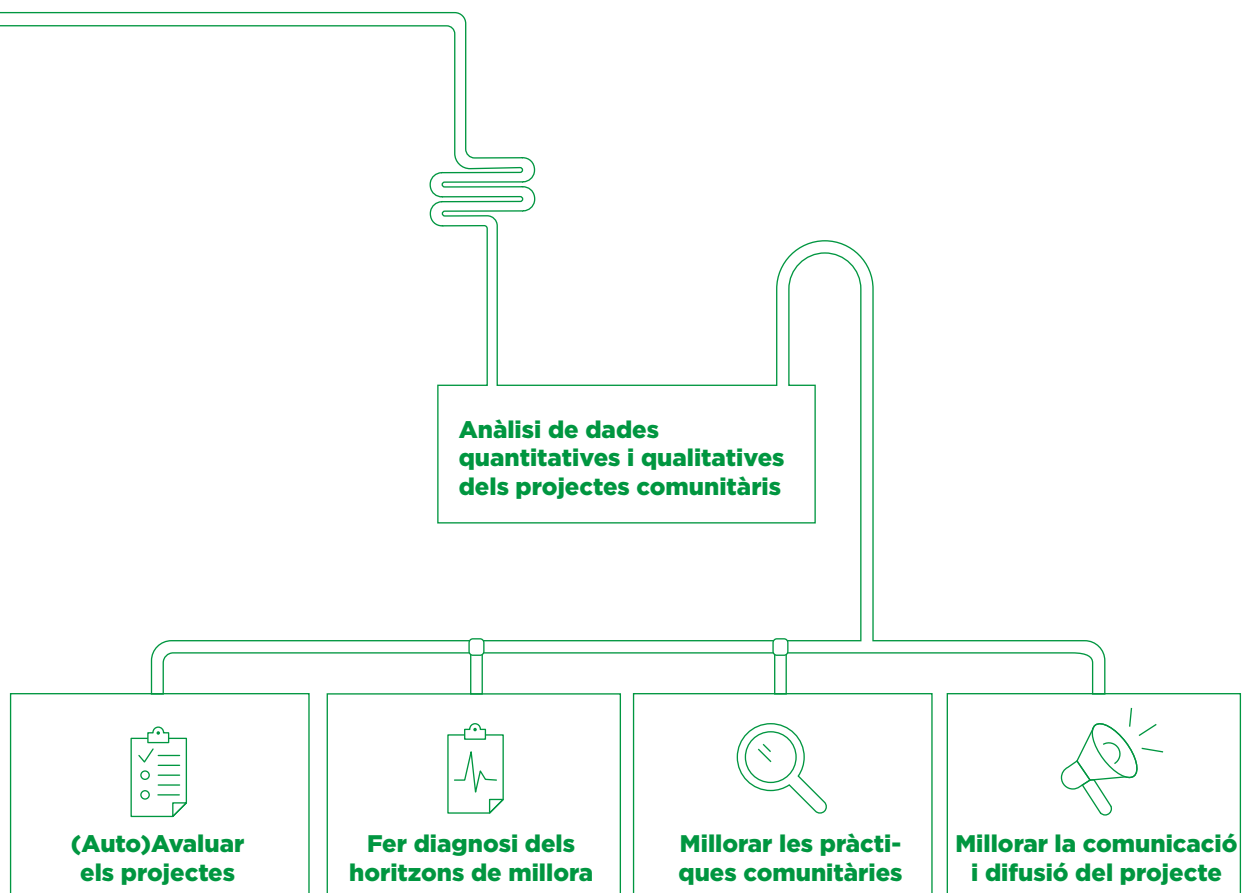 Anàlisi de dades
quantitatives i qualitatives
dels projectes comunitàris
(Auto)Avaluar
els projectes
Fer diagnosi dels
horitzons de millora
Millorar les pràcti-
ques comunitàries
Millorar la comunicació
i difusió del projecte